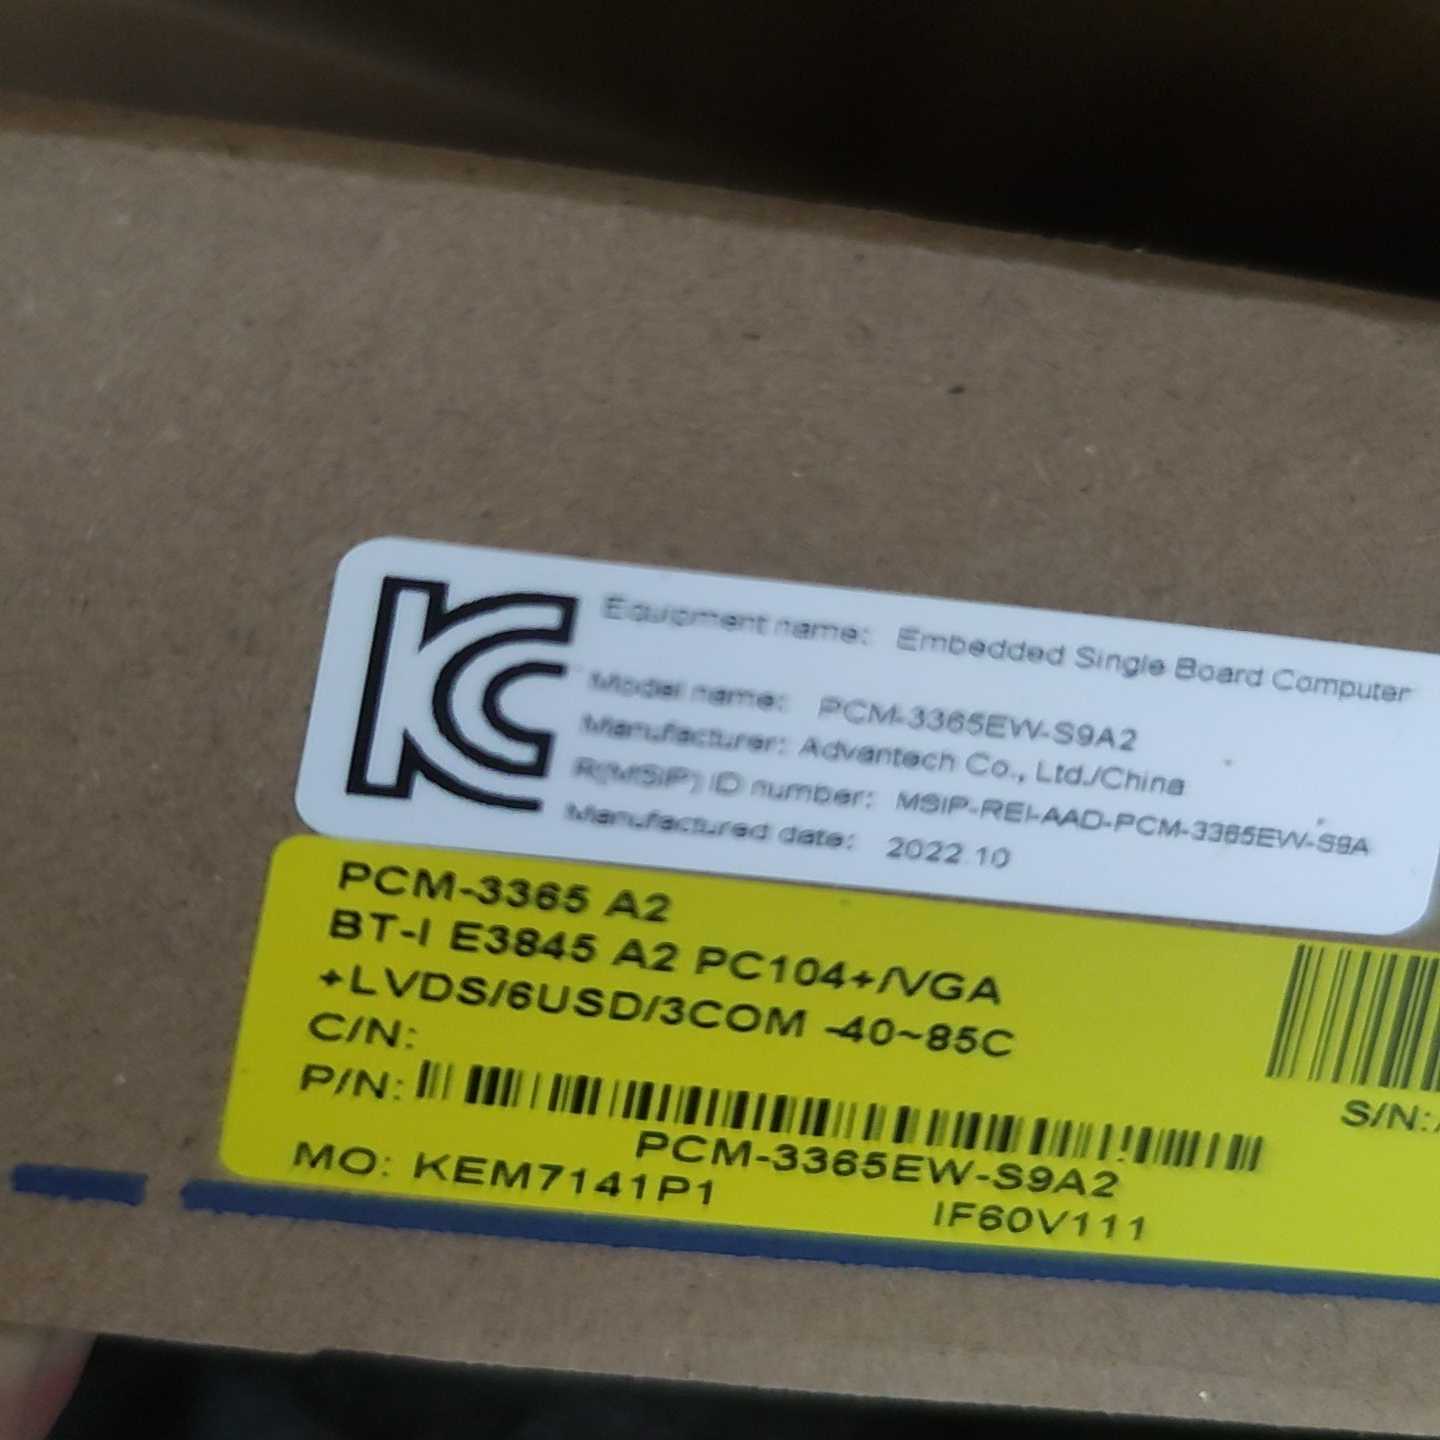 KC
Equipment name: Embedded Single Board Computer
Model name: PCM-3365EW-S9A2
Manufacturer: Advantech Co., Ltd./China
R(MSIP) ID number: MSIP-REI-AAD-PCM-3365EW-S9A
Manufactured date: 2022.10
PCM-3365 A2
BT-I E3845 A2 PC104+/VGA
+LVDS/6USD/3COM -40~85C
C/N:
P/N:
PCM-3365EW-S9A2
MO: KEM7141P1
IF60V111
S/N: